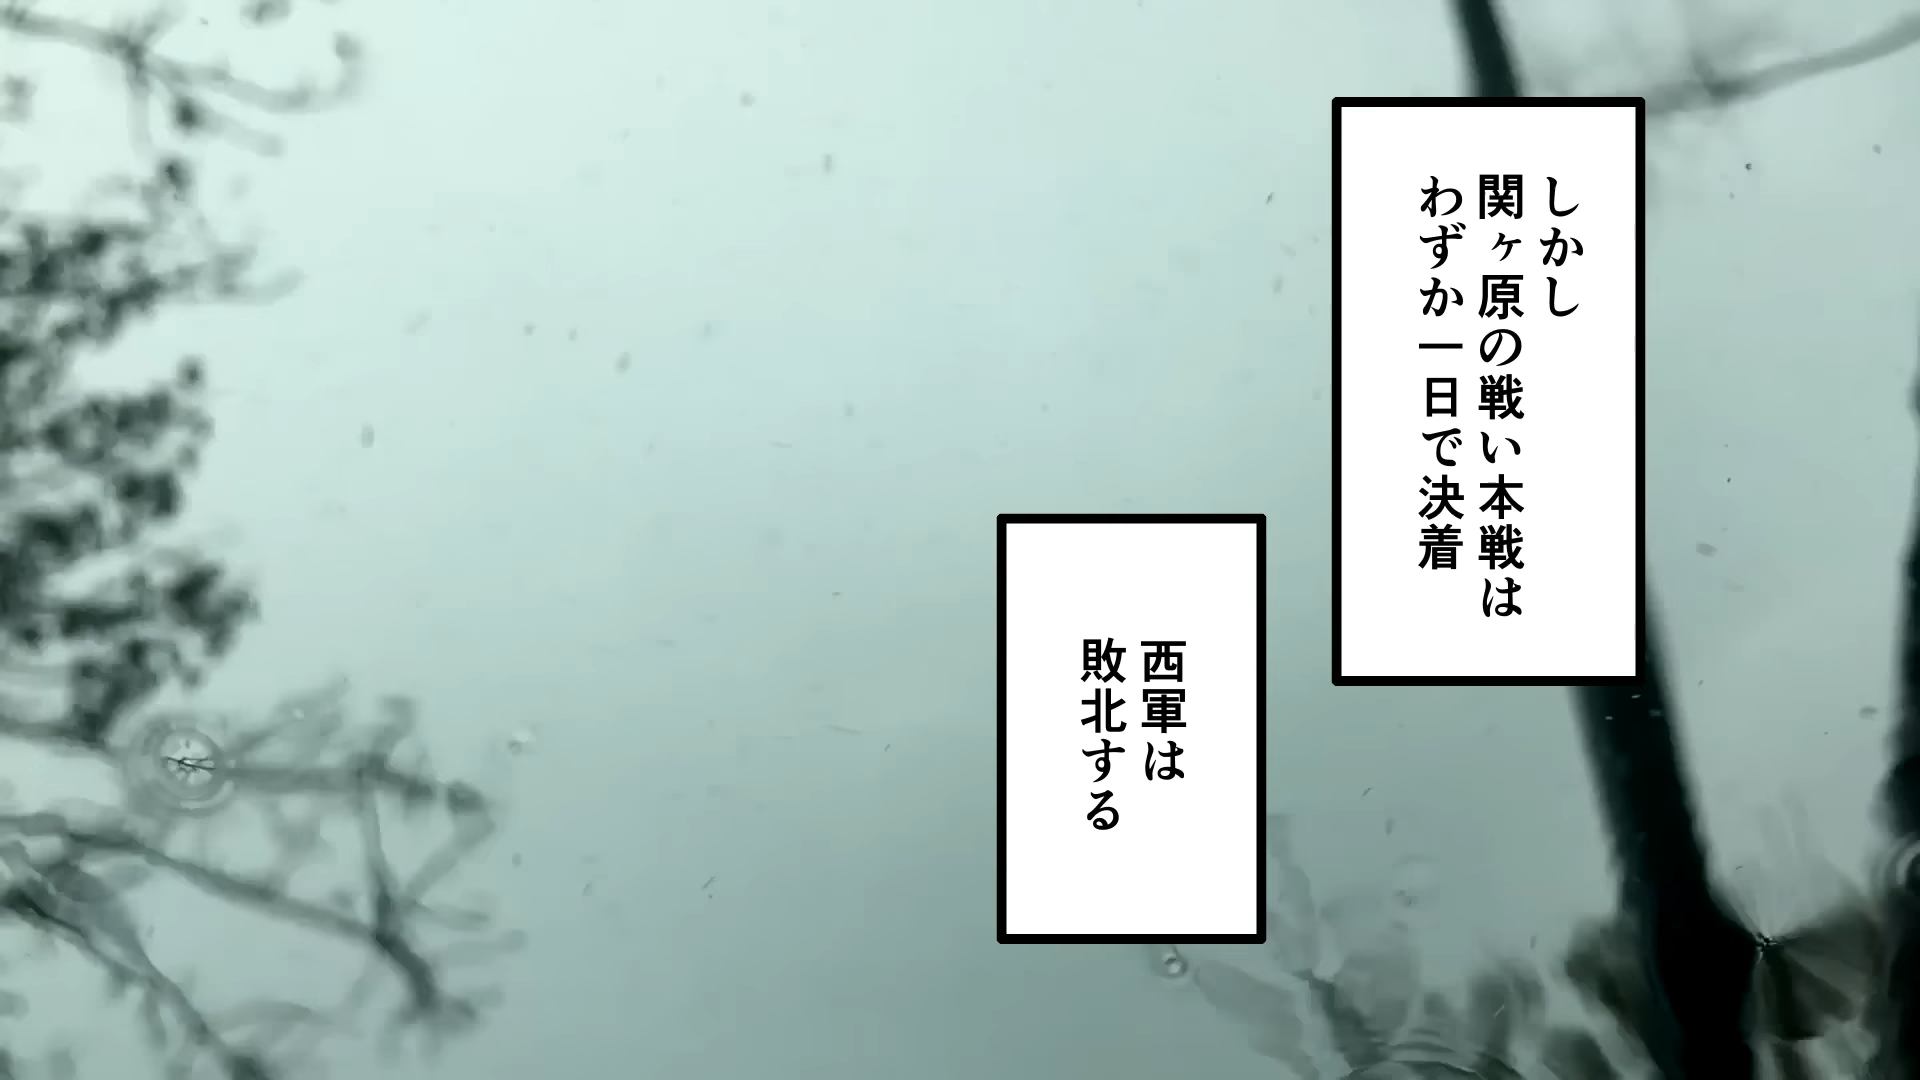 しかし
関ヶ原の戦い本戦は
わずか一日で決着
西軍は
敗北する